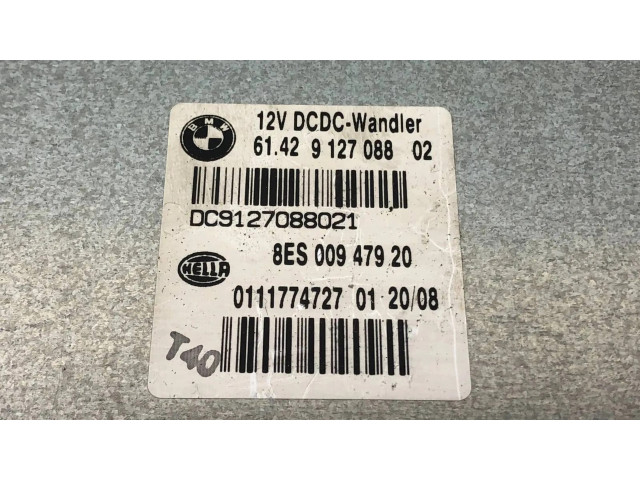 BMW
12V DCDC-Wandler
61.42 9 127 088 02
DC9127088021
HELLA
8ES 009 479 20
0111774727 01 20/08
T40